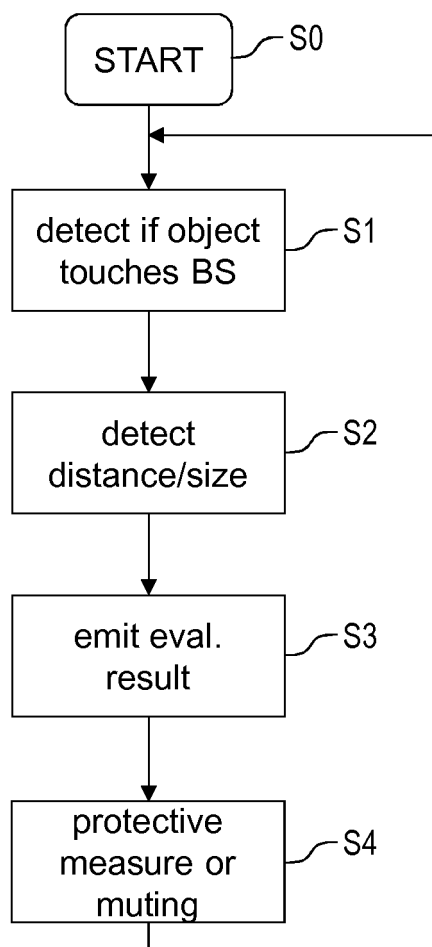 START
S0
detect if object
touches BS
S1
detect
distance/size
S2
emit eval.
result
S3
protective
measure or
muting
S4